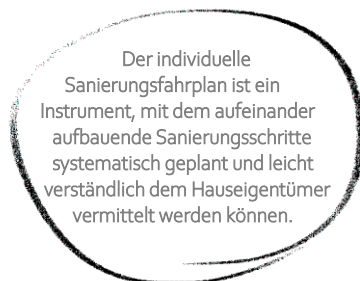 Der individuelle
Sanierungsfahrplan ist ein
Instrument, mit dem aufeinander
aufbauende Sanierungsschritte
systematisch geplant und leicht
verständlich dem Hauseigentümer
vermittelt werden können.